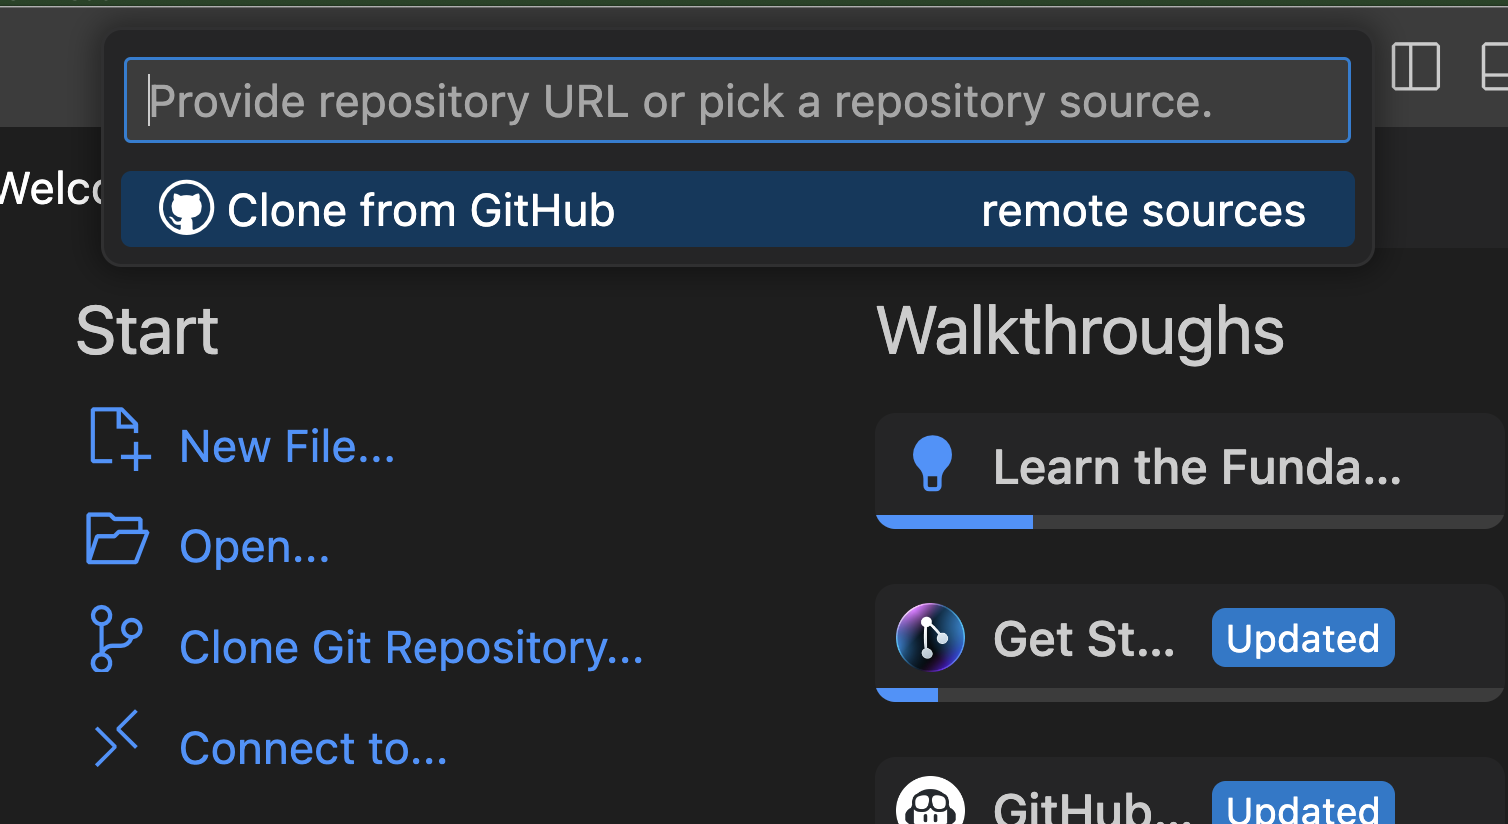 Provide repository URL or pick a repository source.
Clone from GitHub remote sources
Start
New File...
Open...
Clone Git Repository...
Connect to...
Walkthroughs
Learn the Funda...
Get St... Updated
GitHub... Updated